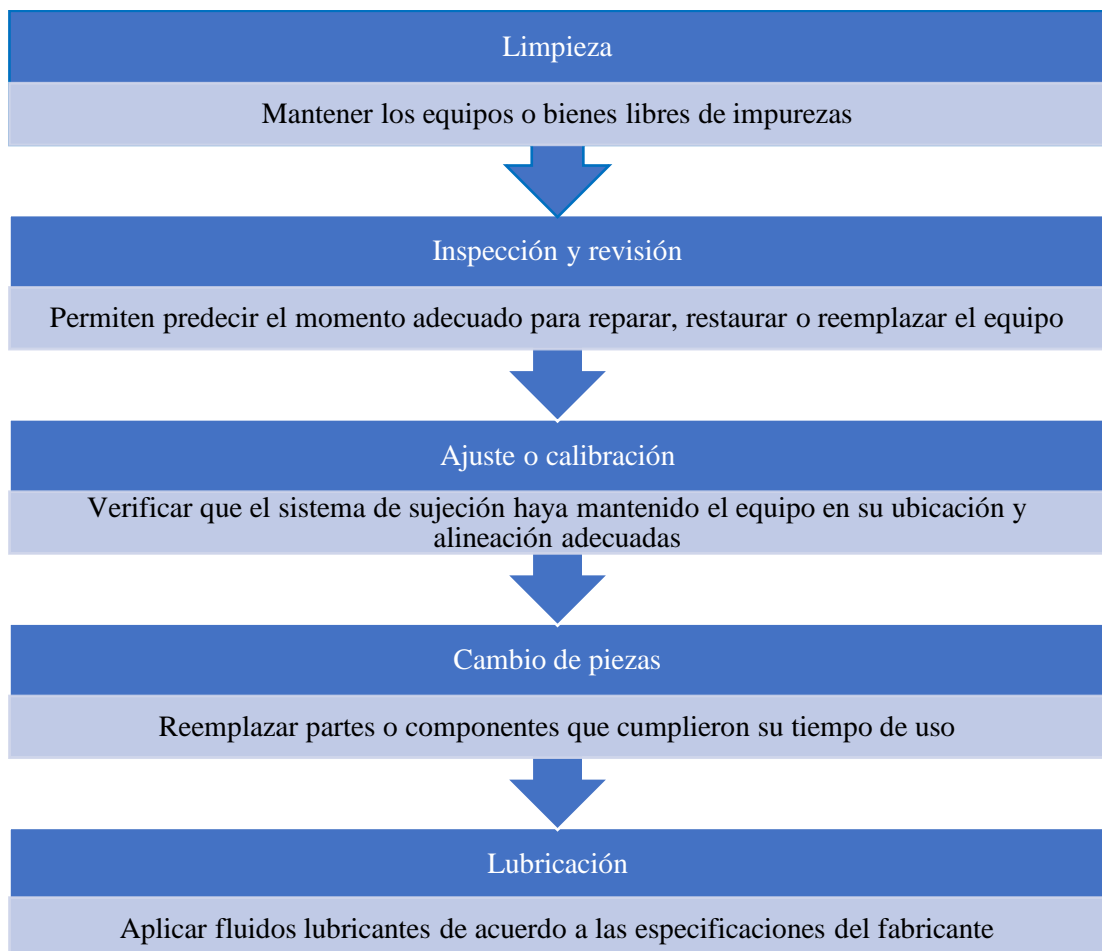 Limpieza
Mantener los equipos o bienes libres de impurezas
Inspección y revisión
Permiten predecir el momento adecuado para reparar, restaurar o reemplazar el equipo
Ajuste o calibración
Verificar que el sistema de sujeción haya mantenido el equipo en su ubicación y
alineación adecuadas
Cambio de piezas
Reemplazar partes o componentes que cumplieron su tiempo de uso
Lubricación
Aplicar fluidos lubricantes de acuerdo a las especificaciones del fabricante